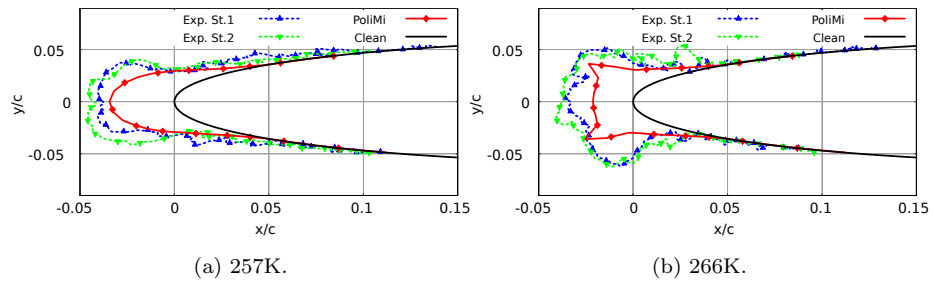 Exp. St.1 PoliMi
Exp. St.2 Clean
y/c
0.05
0
-0.05
-0.05 0 0.05 0.1 0.15
x/c
(a) 257K.
Exp. St.1 PoliMi
Exp. St.2 Clean
y/c
0.05
0
-0.05
-0.05 0 0.05 0.1 0.15
x/c
(b) 266K.